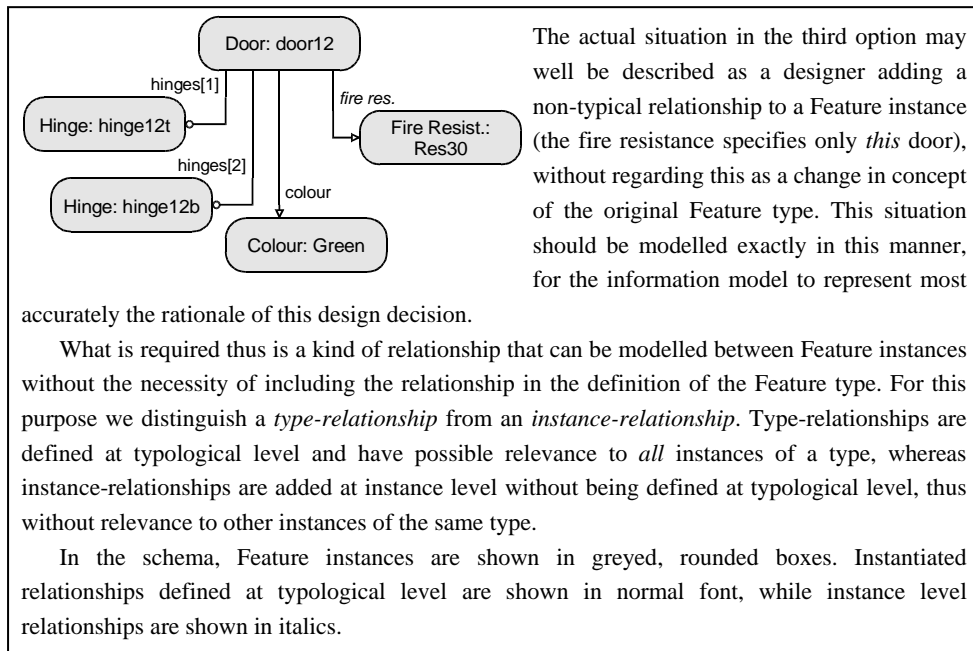 Door: door12
hinges[1]
Hinge: hinge12t
fire res.
Fire Resist.:
Res30
hinges[2]
Hinge: hinge12b
colour
Colour: Green
The actual situation in the third option may
well be described as a designer adding a
non-typical relationship to a Feature instance
(the fire resistance specifies only this door),
without regarding this as a change in concept
of the original Feature type. This situation
should be modelled exactly in this manner,
for the information model to represent most
accurately the rationale of this design decision.
What is required thus is a kind of relationship that can be modelled between Feature instances
without the necessity of including the relationship in the definition of the Feature type. For this
purpose we distinguish a type-relationship from an instance-relationship. Type-relationships are
defined at typological level and have possible relevance to all instances of a type, whereas
instance-relationships are added at instance level without being defined at typological level, thus
without relevance to other instances of the same type.
In the schema, Feature instances are shown in greyed, rounded boxes. Instantiated
relationships defined at typological level are shown in normal font, while instance level
relationships are shown in italics.